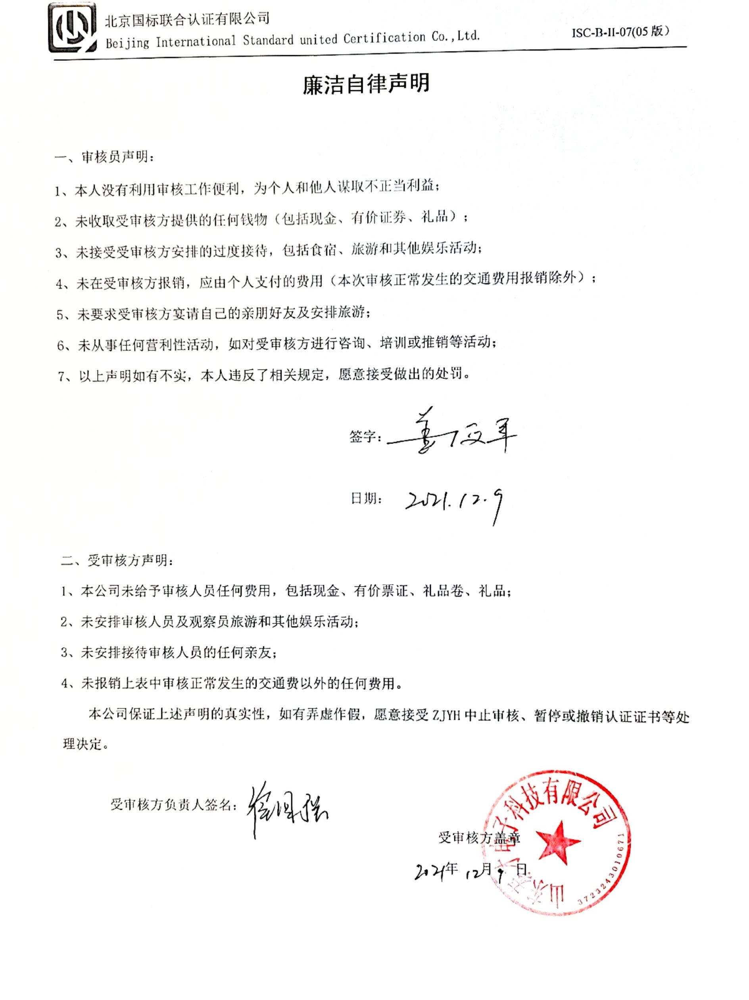 北京国标联合认证有限公司
Beijing International Standard united Certification Co.,Ltd.
ISC-B-II-07(05 版)
廉洁自律声明
一、审核员声明：
1、本人没有利用审核工作便利，为个人和他人谋取不正当利益；
2、未收取受审核方提供的任何钱物（包括现金、有价证券、礼品）；
3、未接受受审核方安排的过度接待，包括食宿、旅游和其他娱乐活动；
4、未在受审核方报销，应由个人支付的费用（本次审核正常发生的交通费用报销除外）；
5、未要求受审核方宴请自己的亲朋好友及安排旅游；
6、未从事任何营利性活动，如对受审核方进行咨询、培训或推销等活动；
7、以上声明如有不实，本人违反了相关规定，愿意接受做出的处罚。
签字：
日期： 2021.12.9
二、受审核方声明：
1、本公司未给予审核人员任何费用，包括现金、有价票证、礼品卷、礼品；
2、未安排审核人员及观察员旅游和其他娱乐活动；
3、未安排接待审核人员的任何亲友；
4、未报销上表中审核正常发生的交通费以外的任何费用。
本公司保证上述声明的真实性，如有弄虚作假，愿意接受 ZJYH 中止审核、暂停或撤销认证证书等处
理决定。
受审核方负责人签名：
受审核方盖章
2021年 12月9日
山东 电子科技有限公司
3723243010671